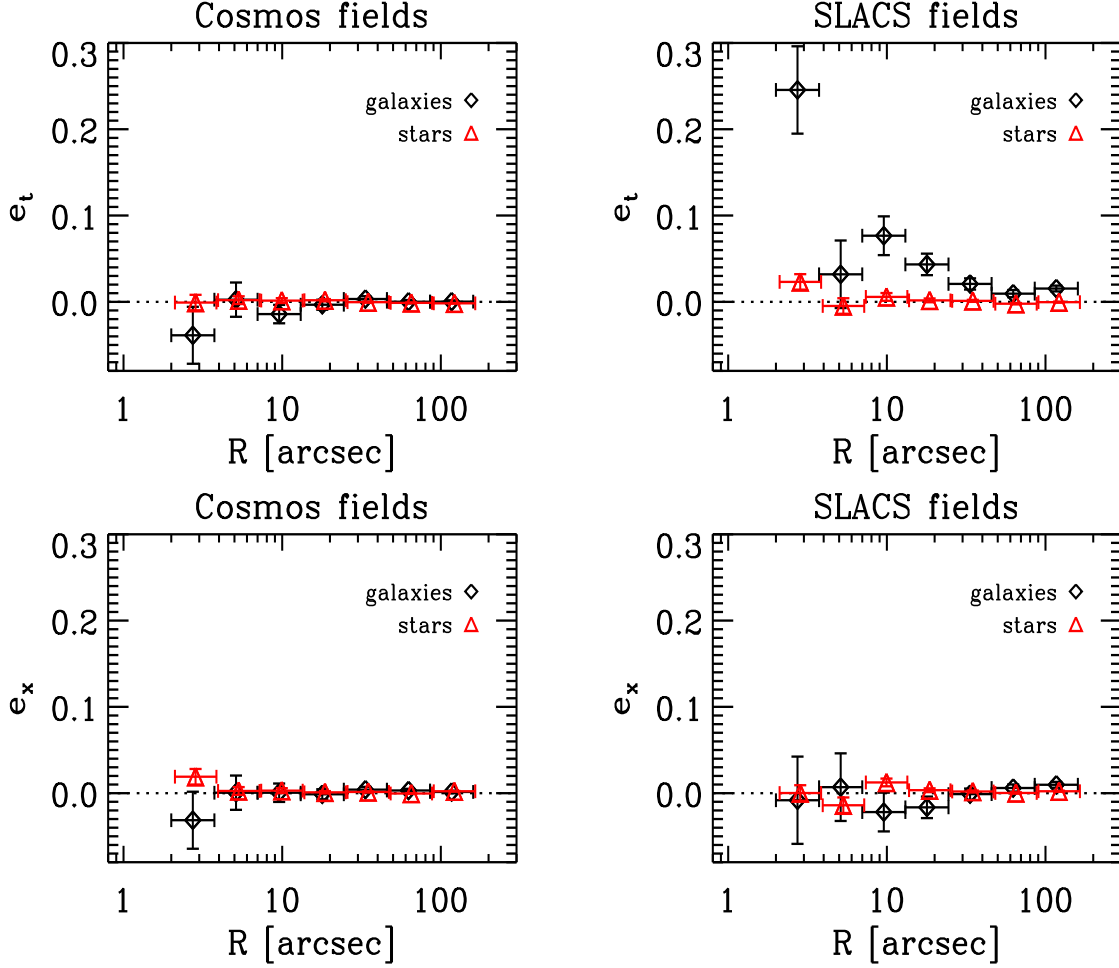 Cosmos fields
SLACS fields
0.3
0.2
0.1
0.0
e_t
galaxies
stars
1
10
100
R [arcsec]
0.3
0.2
0.1
0.0
e_t
galaxies
stars
1
10
100
R [arcsec]
Cosmos fields
SLACS fields
0.3
0.2
0.1
0.0
e_x
galaxies
stars
1
10
100
R [arcsec]
0.3
0.2
0.1
0.0
e_x
galaxies
stars
1
10
100
R [arcsec]